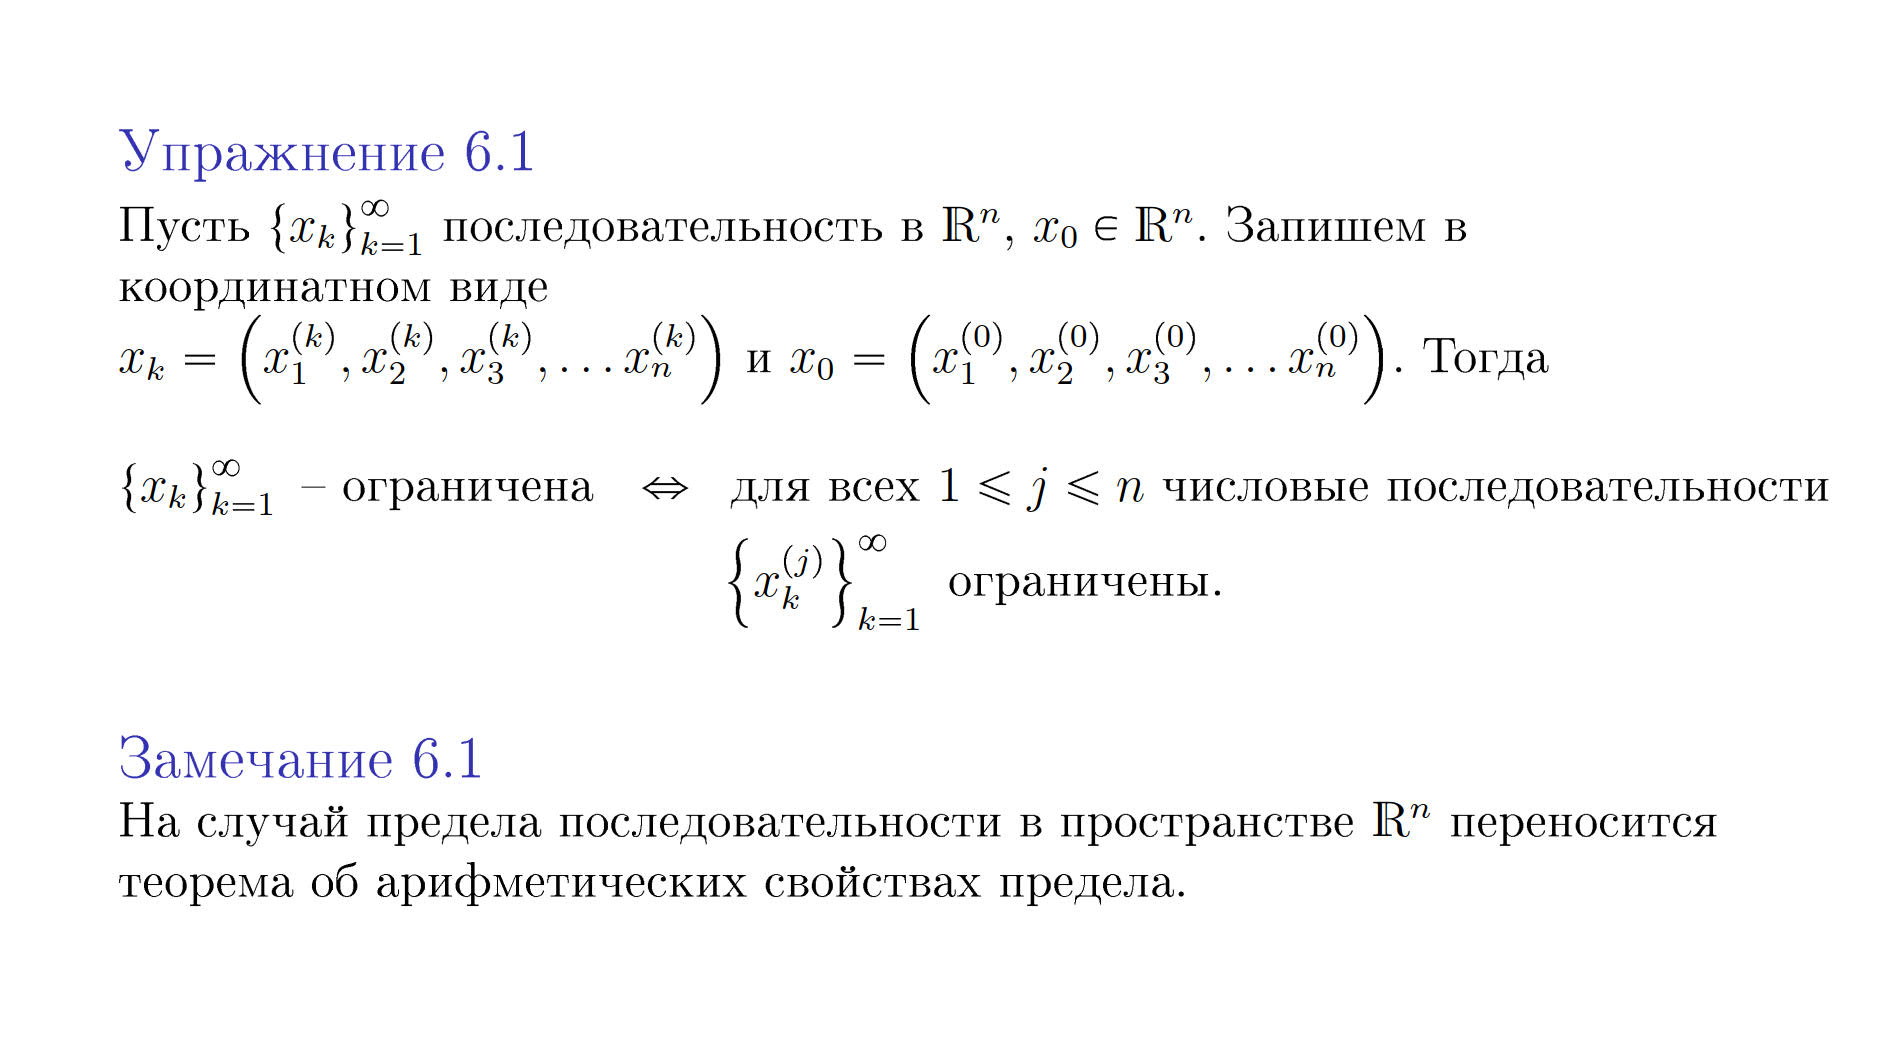 Упражнение 6.1
Пусть $\{x_k\}_{k=1}^{\infty}$ последовательность в $\mathbb{R}^n$, $x_0 \in \mathbb{R}^n$. Запишем в
координатном виде
$x_k = \left(x_1^{(k)}, x_2^{(k)}, x_3^{(k)}, \ldots x_n^{(k)}\right)$ и $x_0 = \left(x_1^{(0)}, x_2^{(0)}, x_3^{(0)}, \ldots x_n^{(0)}\right)$. Тогда
$\{x_k\}_{k=1}^{\infty}$ – ограничена $\Leftrightarrow$ для всех $1 \leqslant j \leqslant n$ числовые последовательности
$\left\{x_k^{(j)}\right\}_{k=1}^{\infty}$ ограничены.
Замечание 6.1
На случай предела последовательности в пространстве $\mathbb{R}^n$ переносится
теорема об арифметических свойствах предела.